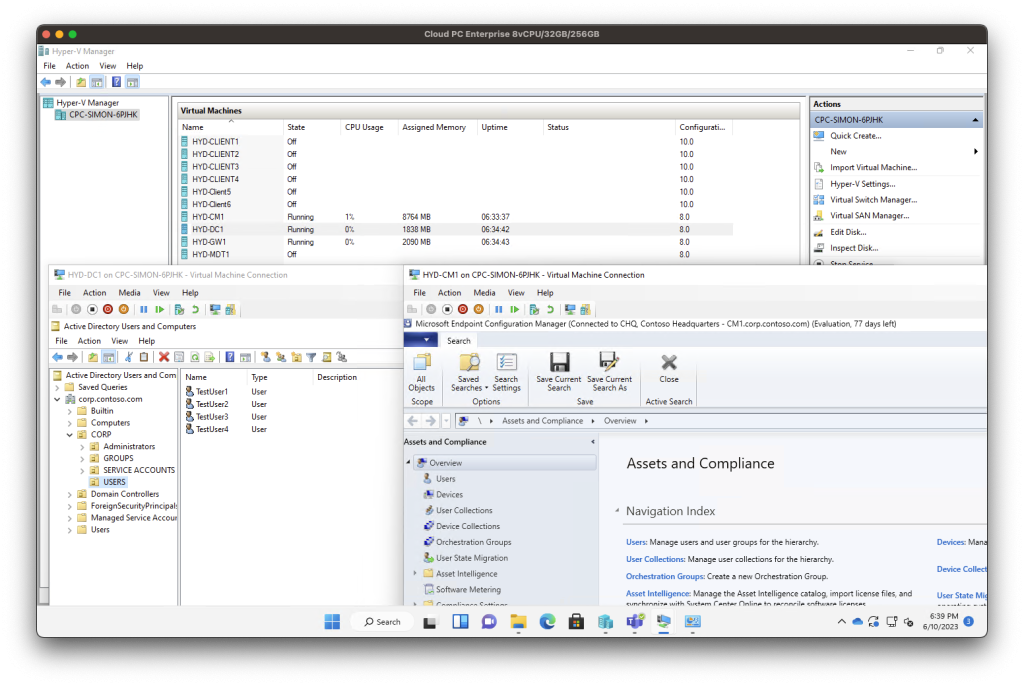 Cloud PC Enterprise 8vCPU/32GB/256GB
Hyper-V Manager
File Action View Help
Hyper-V Manager
CPC-SIMON-6PJHK
Virtual Machines
Name State CPU Usage Assigned Memory Uptime Status Configurati...
HYD-CLIENT1 Off 10.0
HYD-CLIENT2 Off 10.0
HYD-CLIENT3 Off 10.0
HYD-CLIENT4 Off 10.0
HYD-Client5 Off 10.0
HYD-Client6 Off 10.0
HYD-CM1 Running 1% 8764 MB 06:33:37 8.0
HYD-DC1 Running 0% 1838 MB 06:34:42 8.0
HYD-GW1 Running 0% 2090 MB 06:34:43 8.0
HYD-MDT1 Off 10.0
Actions
CPC-SIMON-6PJHK
Quick Create...
New
Import Virtual Machine...
Hyper-V Settings...
Virtual Switch Manager...
Virtual SAN Manager...
Edit Disk...
Inspect Disk...
Stop Service
HYD-DC1 on CPC-SIMON-6PJHK - Virtual Machine Connection
File Action Media View Help
Active Directory Users and Computers
File Action View Help
Active Directory Users and Com
Saved Queries
corp.contoso.com
Builtin
Computers
CORP
Administrators
GROUPS
SERVICE ACCOUNTS
USERS
Domain Controllers
ForeignSecurityPrincipals
Managed Service Accour
Users
Name Type Description
TestUser1 User
TestUser2 User
TestUser3 User
TestUser4 User
HYD-CM1 on CPC-SIMON-6PJHK - Virtual Machine Connection
File Action Media View Help
Microsoft Endpoint Configuration Manager (Connected to CHQ, Contoso Headquarters - CM1.corp.contoso.com) (Evaluation, 77 days left)
Search
All Objects
Saved Searches
Search Settings
Save Current Search
Save Current Search As
Close
Scope Options Save Active Search
\ Assets and Compliance Overview
Assets and Compliance
Overview
Users
Devices
User Collections
Device Collections
Orchestration Groups
User State Migration
Asset Intelligence
Software Metering
Compliance Settings
Assets and Compliance
Navigation Index
Users: Manage users and user groups for the hierarchy.
User Collections: Manage user collections for the hierarchy.
Orchestration Groups: Create a new Orchestration Group.
Asset Intelligence: Manage the Asset Intelligence catalog, import license files, and
synchronize with System Center Online to reconcile software licenses.
Devices: Mana
Device Collect
User State Mig
Search
6:39 PM
6/10/2023
3